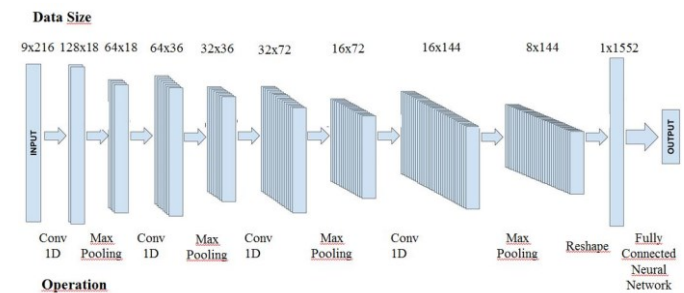 Data Size
9x216 128x18 64x18 64x36 32x36 32x72 16x72 16x144 8x144 1x1552
INPUT
OUTPUT
Conv 1D
Max Pooling
Conv 1D
Max Pooling
Conv 1D
Max Pooling
Conv 1D
Max Pooling
Reshape
Fully Connected Neural Network
Operation